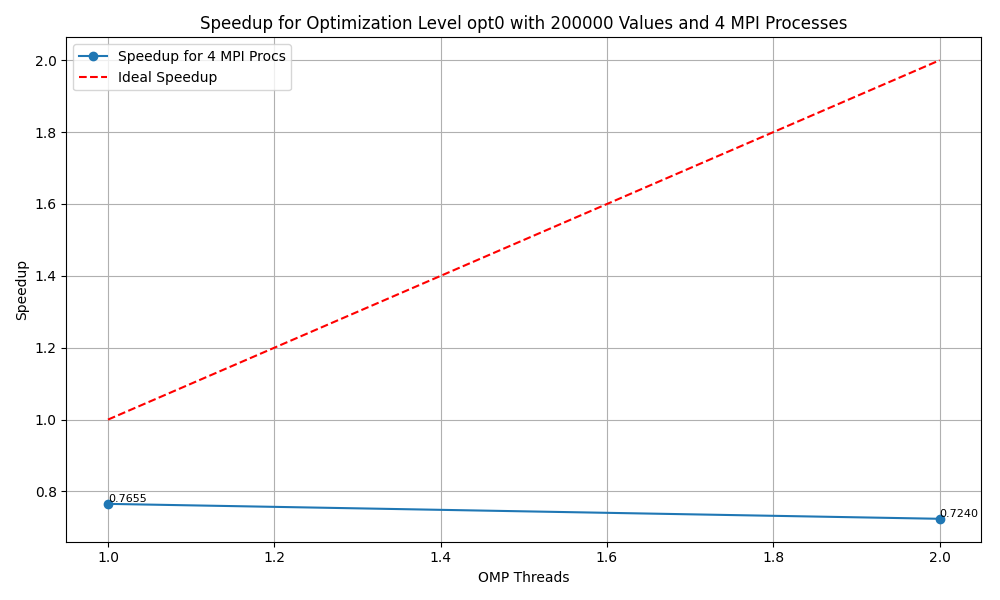 Speedup for Optimization Level opt0 with 200000 Values and 4 MPI Processes
Speedup for 4 MPI Procs
Ideal Speedup
2.0
1.8
1.6
1.4
1.2
1.0
0.8
Speedup
0.7655
0.7240
1.0 1.2 1.4 1.6 1.8 2.0
OMP Threads